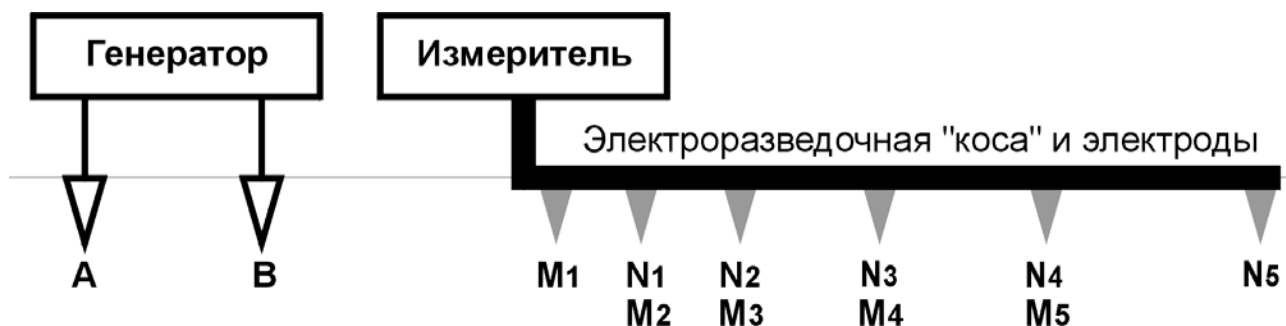 Генератор
Измеритель
Электроразведочная "коса" и электроды
A B M1 N1 N2 N3 N4 N5
M2 M3 M4 M5